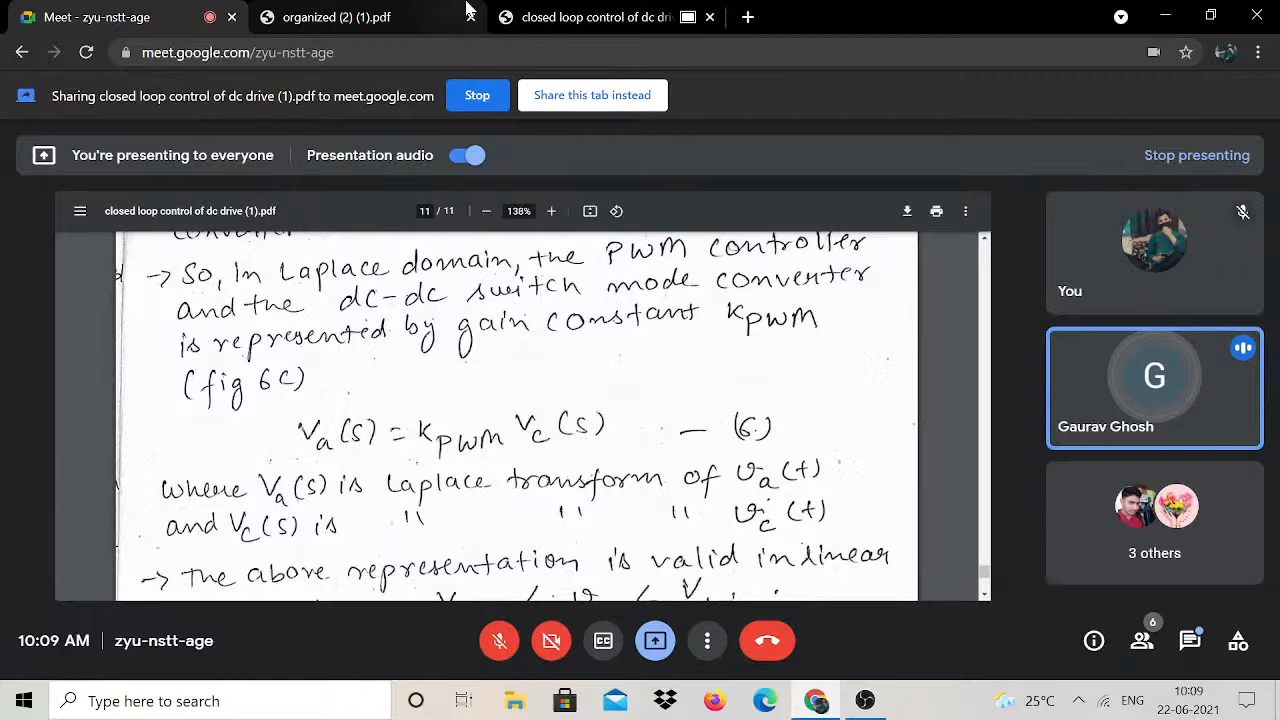 Meet - zyu-nstt-age
organized (2) (1).pdf
closed loop control of dc dri
meet.google.com/zyu-nstt-age
Sharing closed loop control of dc drive (1).pdf to meet.google.com
Stop
Share this tab instead
You're presenting to everyone
Presentation audio
Stop presenting
closed loop control of dc drive (1).pdf
11 / 11
138%
converter
→ So, in Laplace domain, the PWM controller
and the dc-dc switch mode converter
is represented by gain constant KPWM
(fig 6c)
Va(s) = KPWM Vc(s) — (6)
where Va(s) is Laplace transform of va(t)
and Vc(s) is " " " vc(t)
→ The above representation is valid in linear
You
G
Gaurav Ghosh
3 others
10:09 AM
zyu-nstt-age
6
Type here to search
25°C
ENG
10:09
22-06-2021